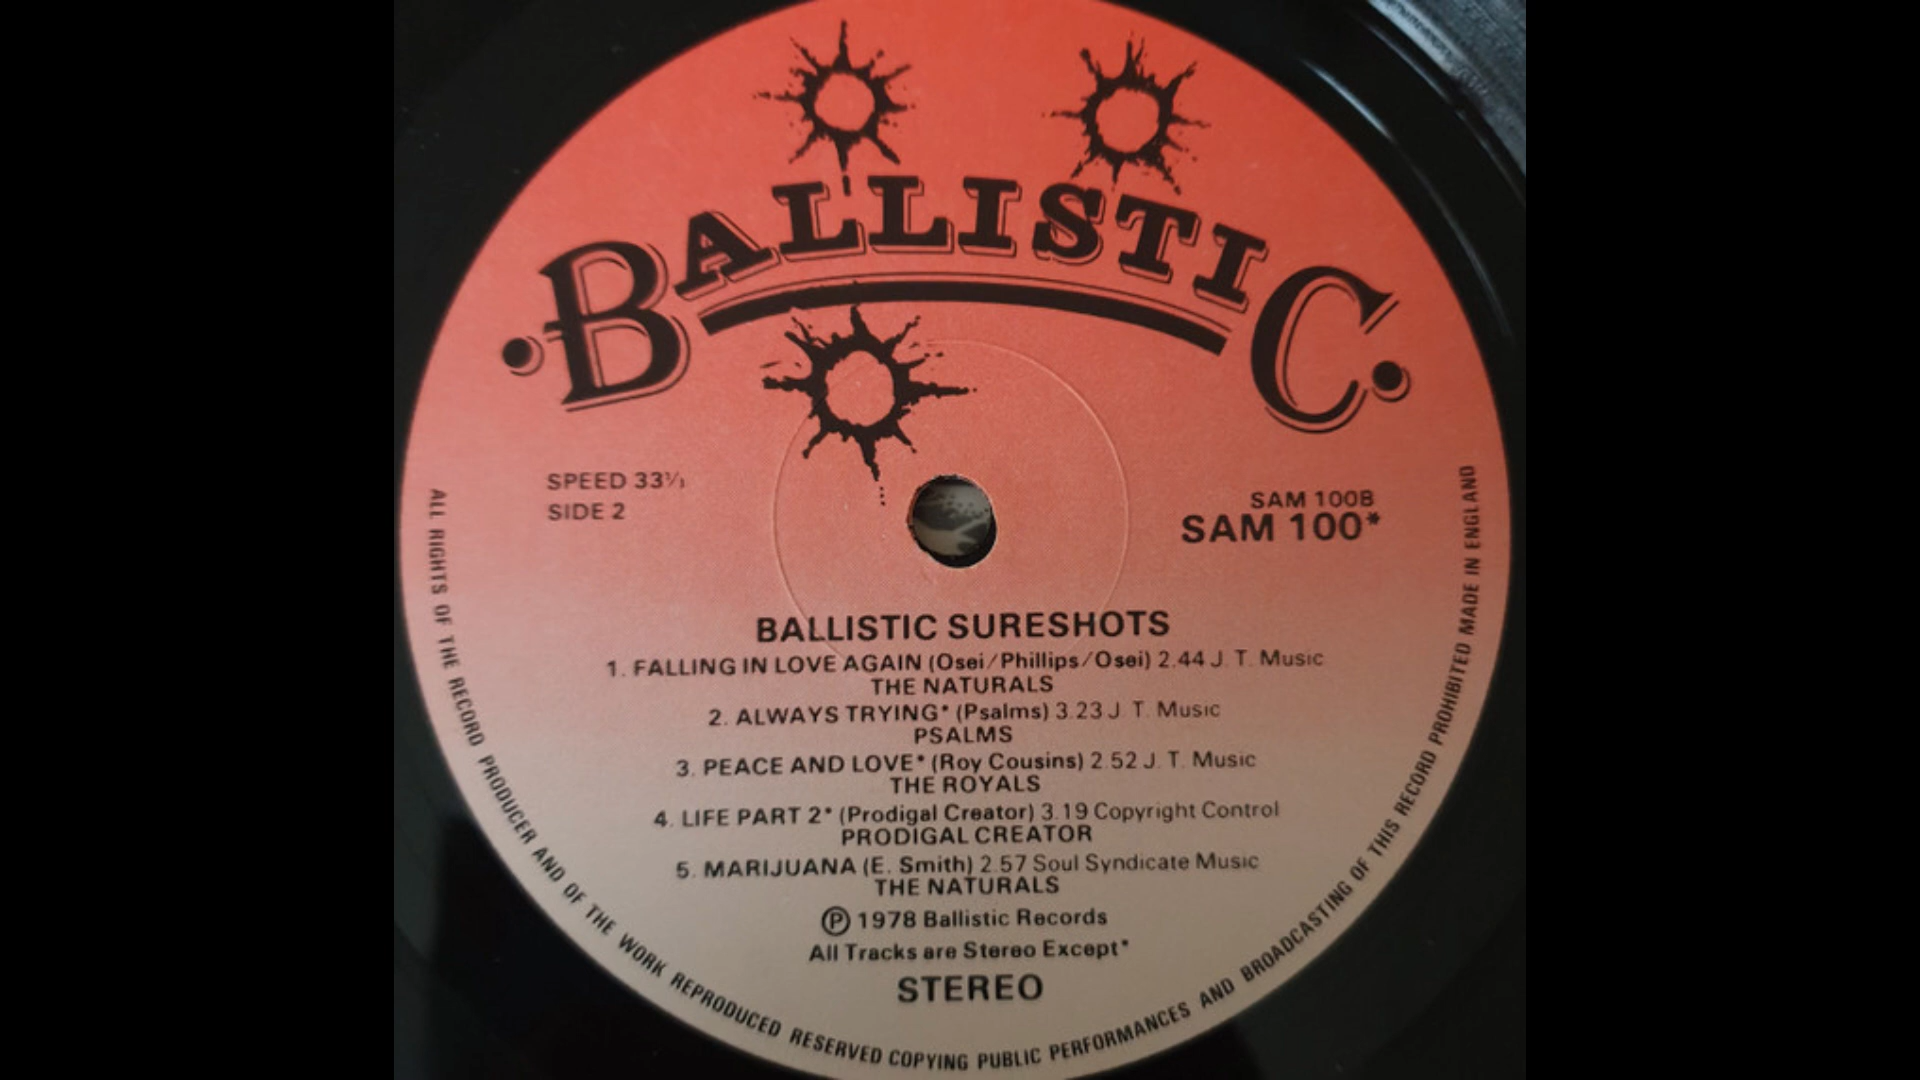 ·BALLISTIC·
SPEED 33⅓
SIDE 2
SAM 100B
SAM 100*
BALLISTIC SURESHOTS
1. FALLING IN LOVE AGAIN (Osei/Phillips/Osei) 2.44 J. T. Music
THE NATURALS
2. ALWAYS TRYING* (Psalms) 3.23 J. T. Music
PSALMS
3. PEACE AND LOVE* (Roy Cousins) 2.52 J. T. Music
THE ROYALS
4. LIFE PART 2* (Prodigal Creator) 3.19 Copyright Control
PRODIGAL CREATOR
5. MARIJUANA (E. Smith) 2.57 Soul Syndicate Music
THE NATURALS
℗ 1978 Ballistic Records
All Tracks are Stereo Except*
STEREO
ALL RIGHTS OF THE RECORD PRODUCER AND OF THE WORK REPRODUCED RESERVED COPYING PUBLIC PERFORMANCES AND BROADCASTING OF THIS RECORD PROHIBITED MADE IN ENGLAND